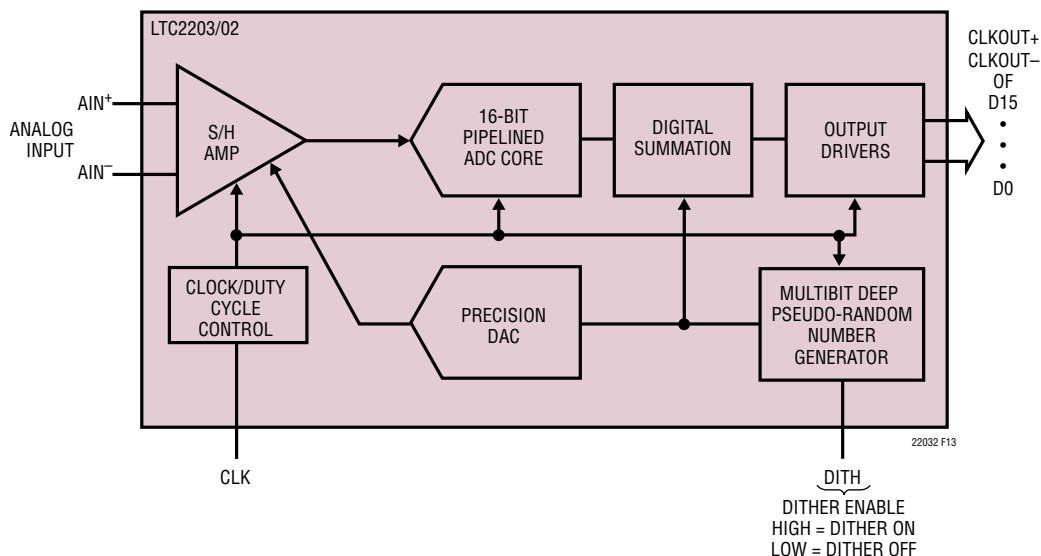 LTC2203/02
AIN+
ANALOG
INPUT
AIN−
S/H
AMP
16-BIT
PIPELINED
ADC CORE
DIGITAL
SUMMATION
OUTPUT
DRIVERS
CLKOUT+
CLKOUT–
OF
D15
•
•
•
D0
CLOCK/DUTY
CYCLE
CONTROL
PRECISION
DAC
MULTIBIT DEEP
PSEUDO-RANDOM
NUMBER
GENERATOR
22032 F13
CLK
DITH
DITHER ENABLE
HIGH = DITHER ON
LOW = DITHER OFF